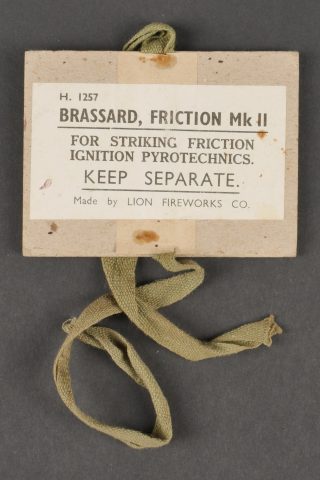 H. 1257
BRASSARD, FRICTION Mk II
FOR STRIKING FRICTION
IGNITION PYROTECHNICS.
KEEP SEPARATE.
Made by LION FIREWORKS CO.